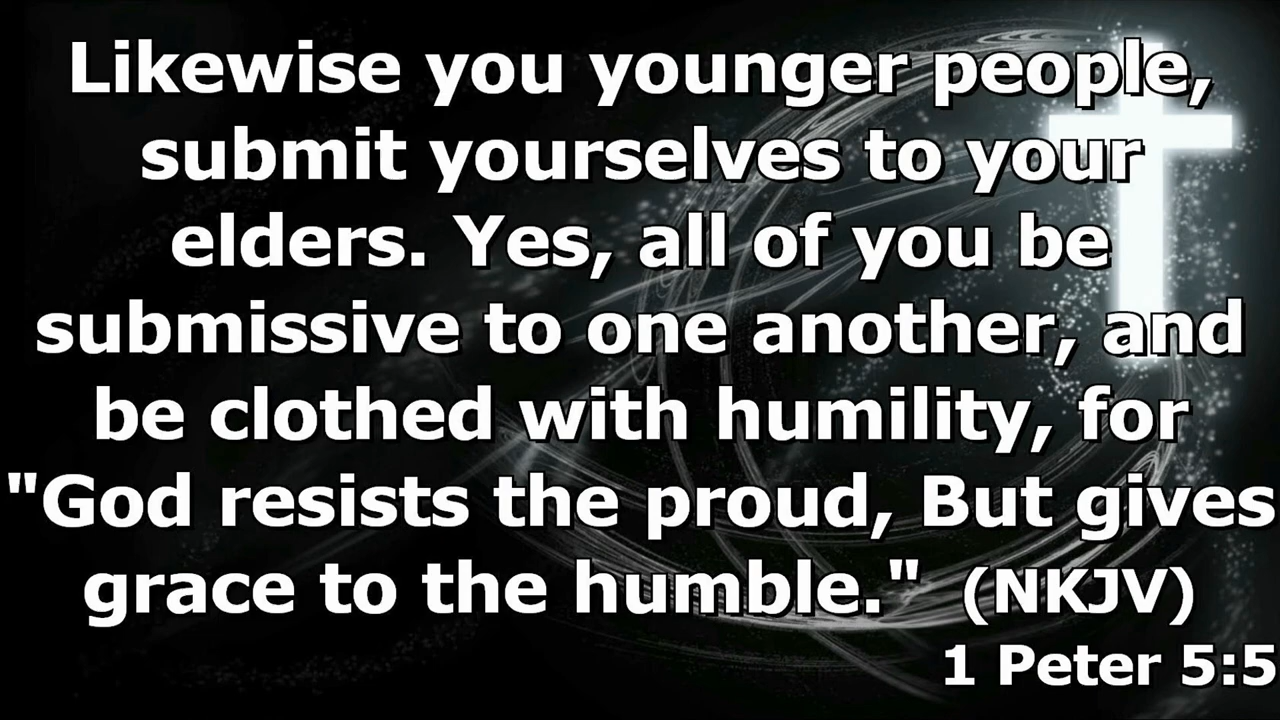 Likewise you younger people,
submit yourselves to your
elders. Yes, all of you be
submissive to one another, and
be clothed with humility, for
"God resists the proud, But gives
grace to the humble." (NKJV)
1 Peter 5:5